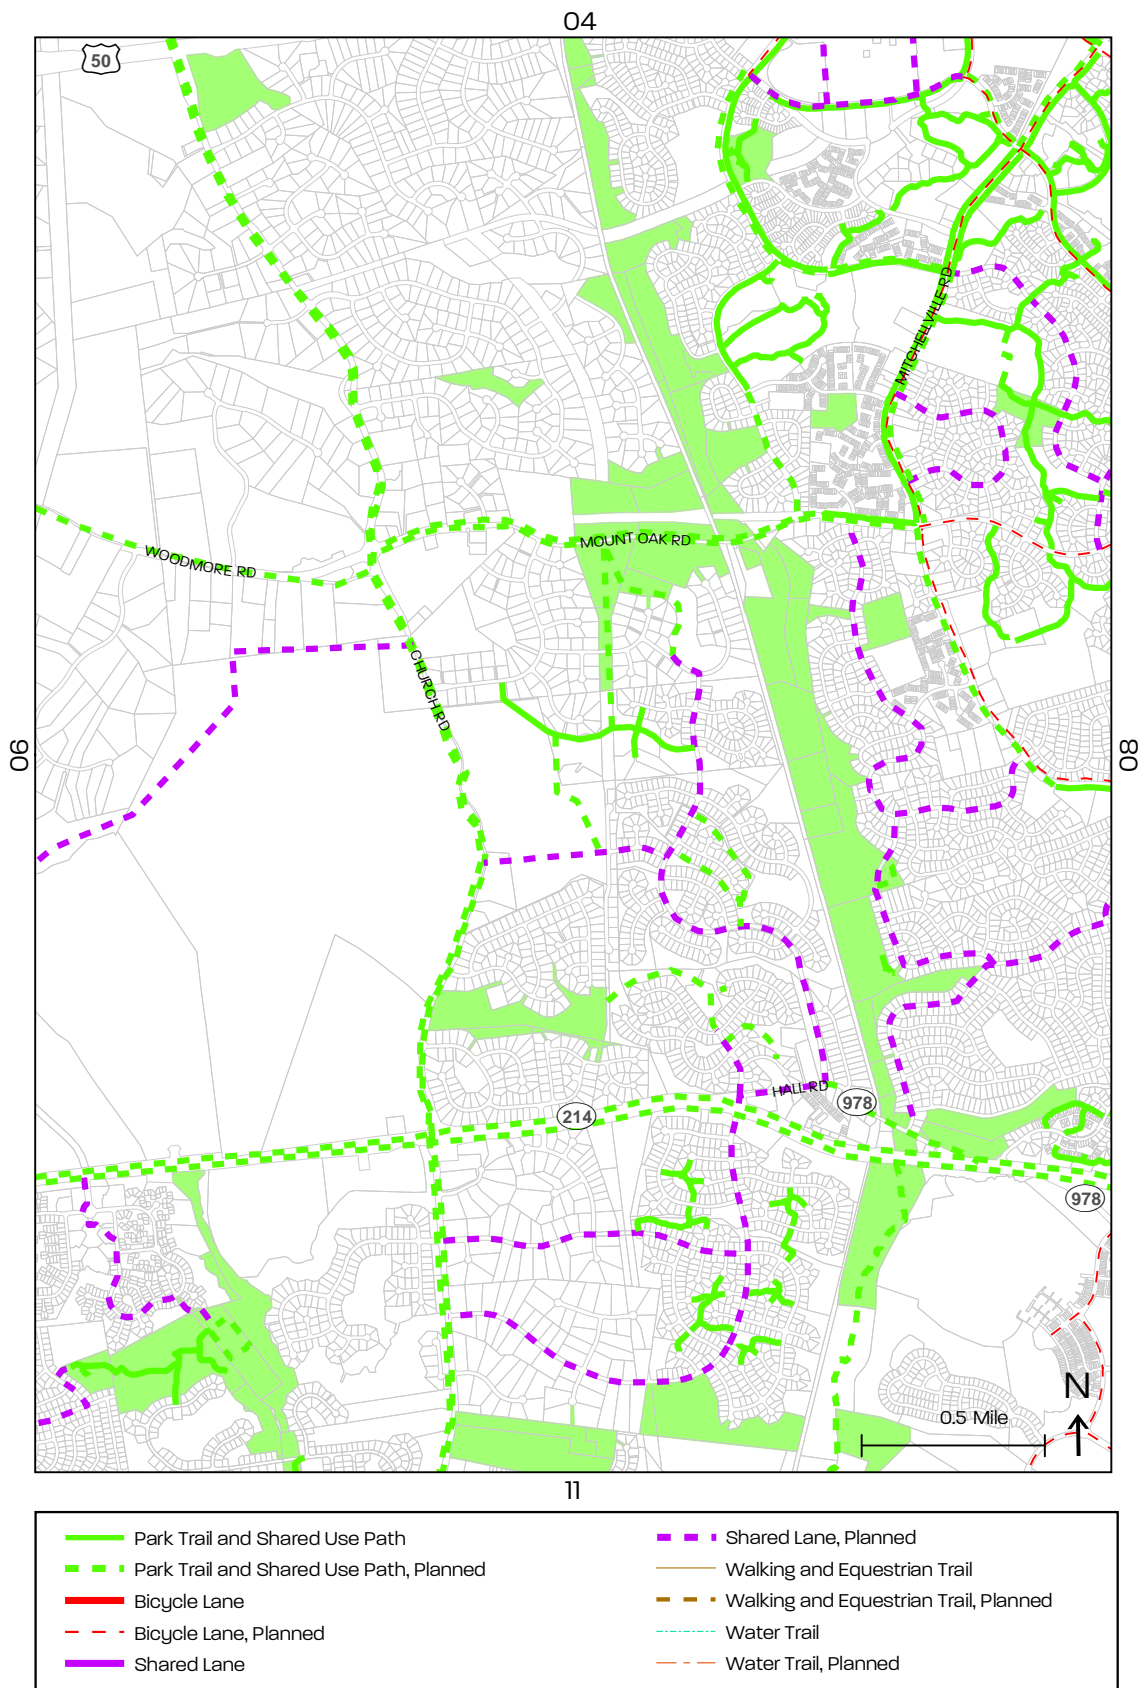 04
50
MITCHELLVILLE RD
MOUNT OAK RD
WOODMORE RD
CHURCH RD
06
08
HALL RD
978
214
978
N
0.5 Mile
11
Park Trail and Shared Use Path
Park Trail and Shared Use Path, Planned
Bicycle Lane
Bicycle Lane, Planned
Shared Lane
Shared Lane, Planned
Walking and Equestrian Trail
Walking and Equestrian Trail, Planned
Water Trail
Water Trail, Planned